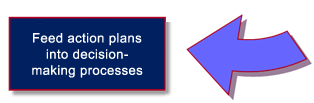 Feed action plans
into decision-
making processes